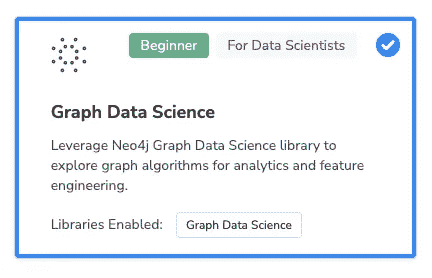 Beginner For Data Scientists
Graph Data Science
Leverage Neo4j Graph Data Science library to
explore graph algorithms for analytics and feature
engineering.
Libraries Enabled: Graph Data Science